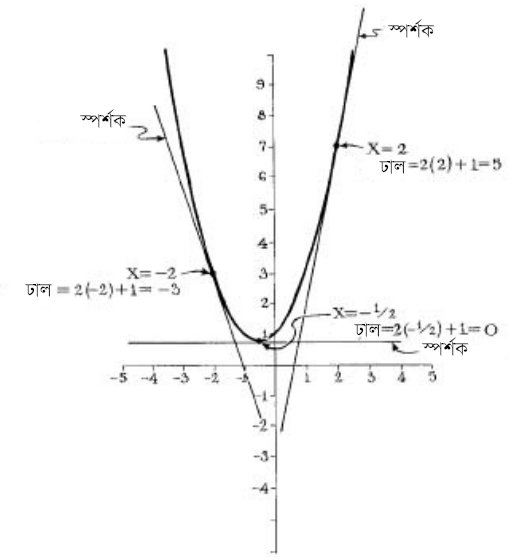 স্পর্শক
9
8
স্পর্শক
7
X=2
ঢাল=2(2)+1=5
6
5
4
X=-2
3
ঢাল = 2(-2)+1= -3
2
X=-1/2
1
ঢাল=2(-1/2)+1=0
স্পর্শক
-5 -4 -3 -2 -1 1 2 3 4 5
-1
-2
-3
-4